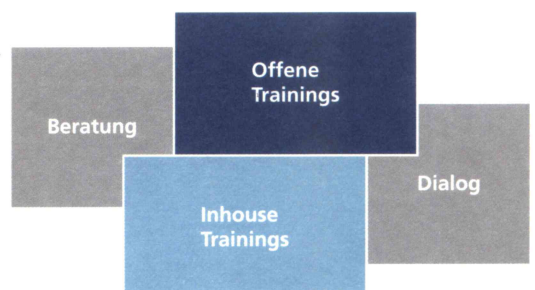 Offene
Trainings
Beratung
Dialog
Inhouse
Trainings